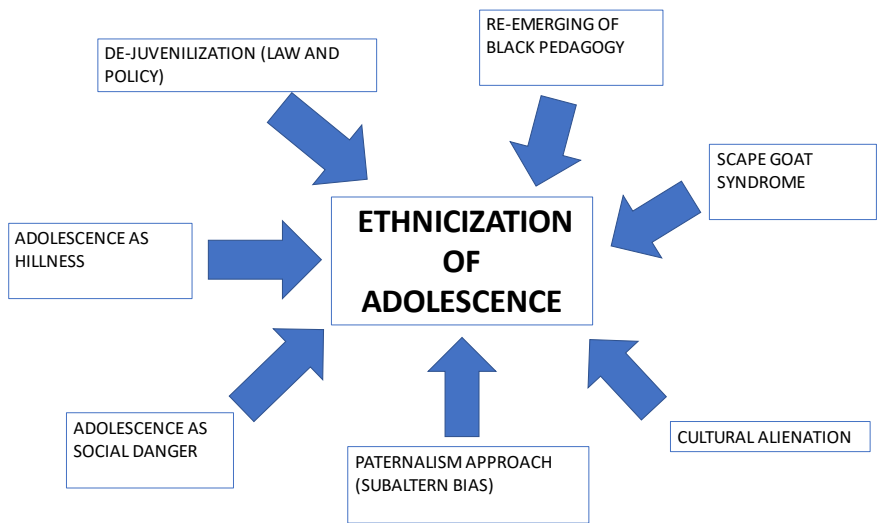 DE-JUVENILIZATION (LAW AND
POLICY)
RE-EMERGING OF
BLACK PEDAGOGY
SCAPE GOAT
SYNDROME
ADOLESCENCE AS
HILLNESS
ETHNICIZATION
OF
ADOLESCENCE
ADOLESCENCE AS
SOCIAL DANGER
PATERNALISM APPROACH
(SUBALTERN BIAS)
CULTURAL ALIENATION